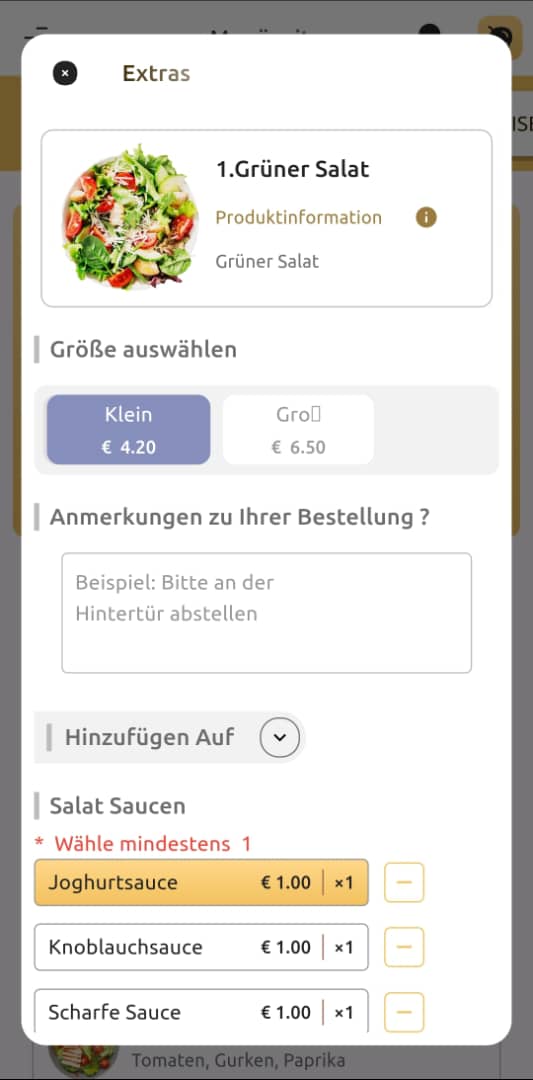 Extras
ISE
1.Grüner Salat
Produktinformation
Grüner Salat
Größe auswählen
Klein
€ 4.20
Gro▯
€ 6.50
Anmerkungen zu Ihrer Bestellung ?
Beispiel: Bitte an der
Hintertür abstellen
Hinzufügen Auf
Salat Saucen
* Wähle mindestens 1
Joghurtsauce € 1.00 ×1
Knoblauchsauce € 1.00 ×1
Scharfe Sauce € 1.00 ×1
Tomaten, Gurken, Paprika